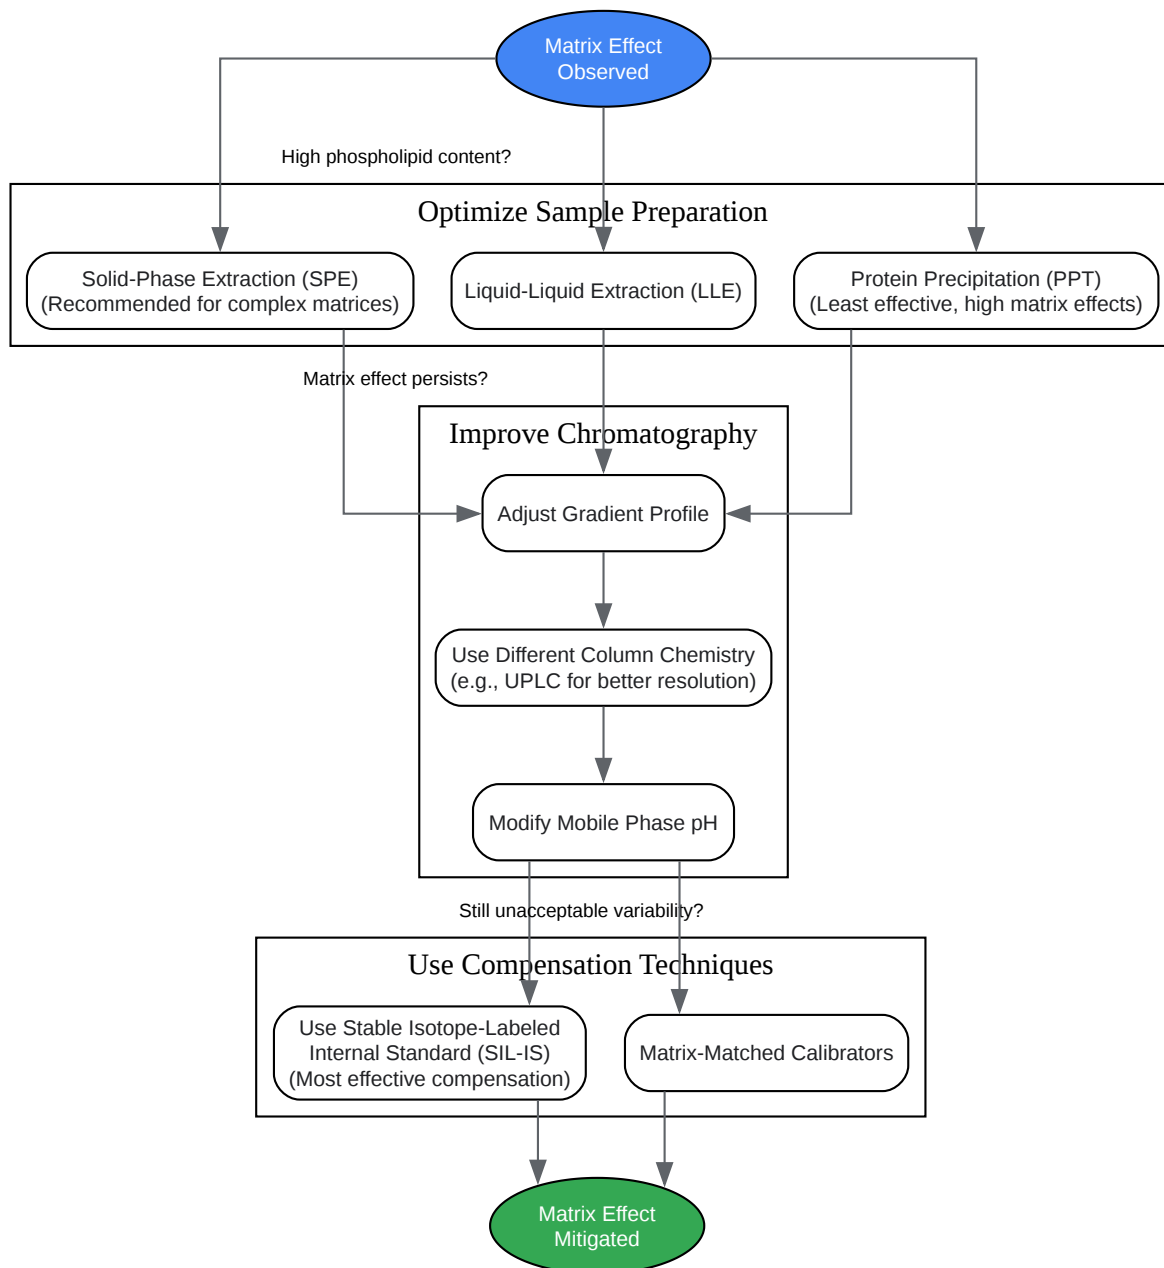 Matrix Effect
Observed
High phospholipid content?
Optimize Sample Preparation
Solid-Phase Extraction (SPE)
(Recommended for complex matrices)
Liquid-Liquid Extraction (LLE)
Protein Precipitation (PPT)
(Least effective, high matrix effects)
Matrix effect persists?
Improve Chromatography
Adjust Gradient Profile
Use Different Column Chemistry
(e.g., UPLC for better resolution)
Modify Mobile Phase pH
Still unacceptable variability?
Use Compensation Techniques
Use Stable Isotope-Labeled
Internal Standard (SIL-IS)
(Most effective compensation)
Matrix-Matched Calibrators
Matrix Effect
Mitigated